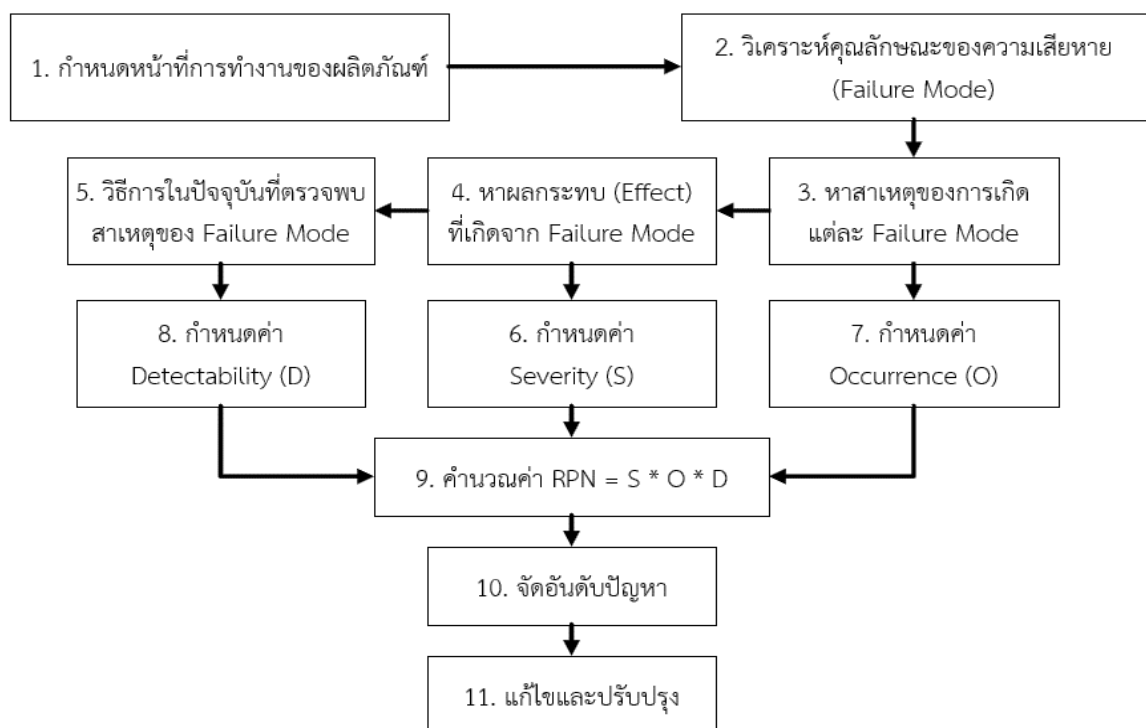 1. กำหนดหน้าที่การทำงานของผลิตภัณฑ์
2. วิเคราะห์คุณลักษณะของความเสียหาย
(Failure Mode)
3. หาสาเหตุของการเกิด
แต่ละ Failure Mode
4. หาผลกระทบ (Effect)
ที่เกิดจาก Failure Mode
5. วิธีการในปัจจุบันที่ตรวจพบ
สาเหตุของ Failure Mode
6. กำหนดค่า
Severity (S)
7. กำหนดค่า
Occurrence (O)
8. กำหนดค่า
Detectability (D)
9. คำนวณค่า RPN = S * O * D
10. จัดอันดับปัญหา
11. แก้ไขและปรับปรุง